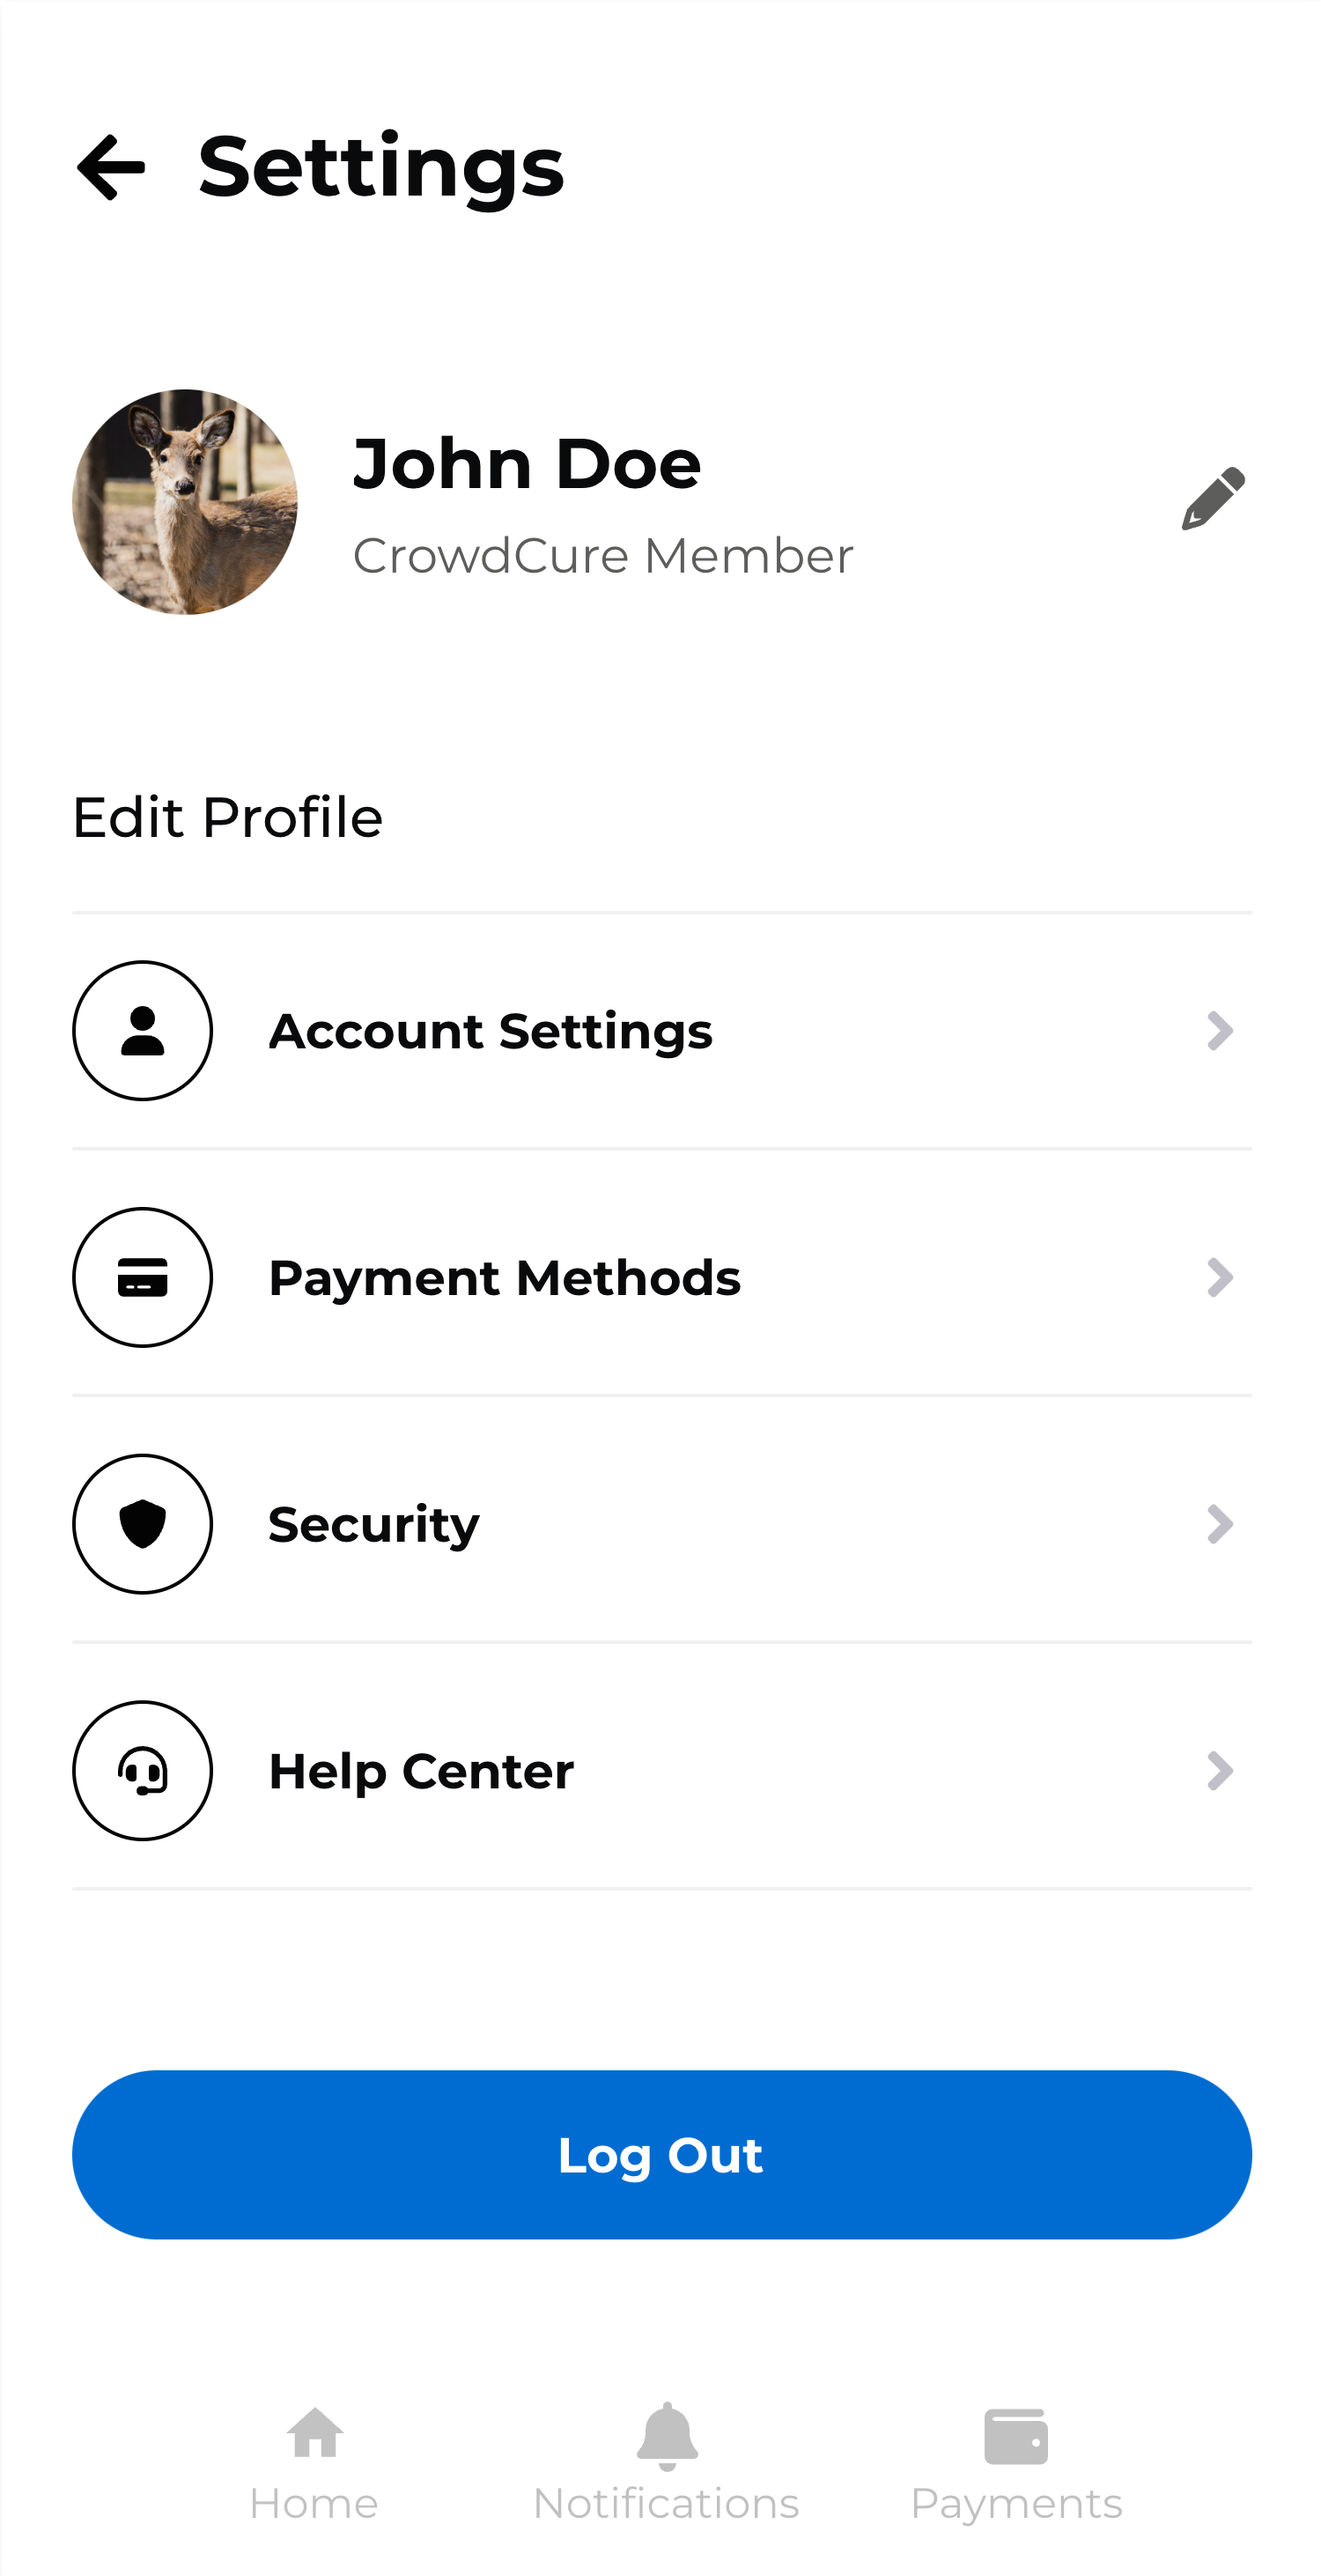 Settings
John Doe
CrowdCure Member
Edit Profile
Account Settings
Payment Methods
Security
Help Center
Log Out
Home
Notifications
Payments